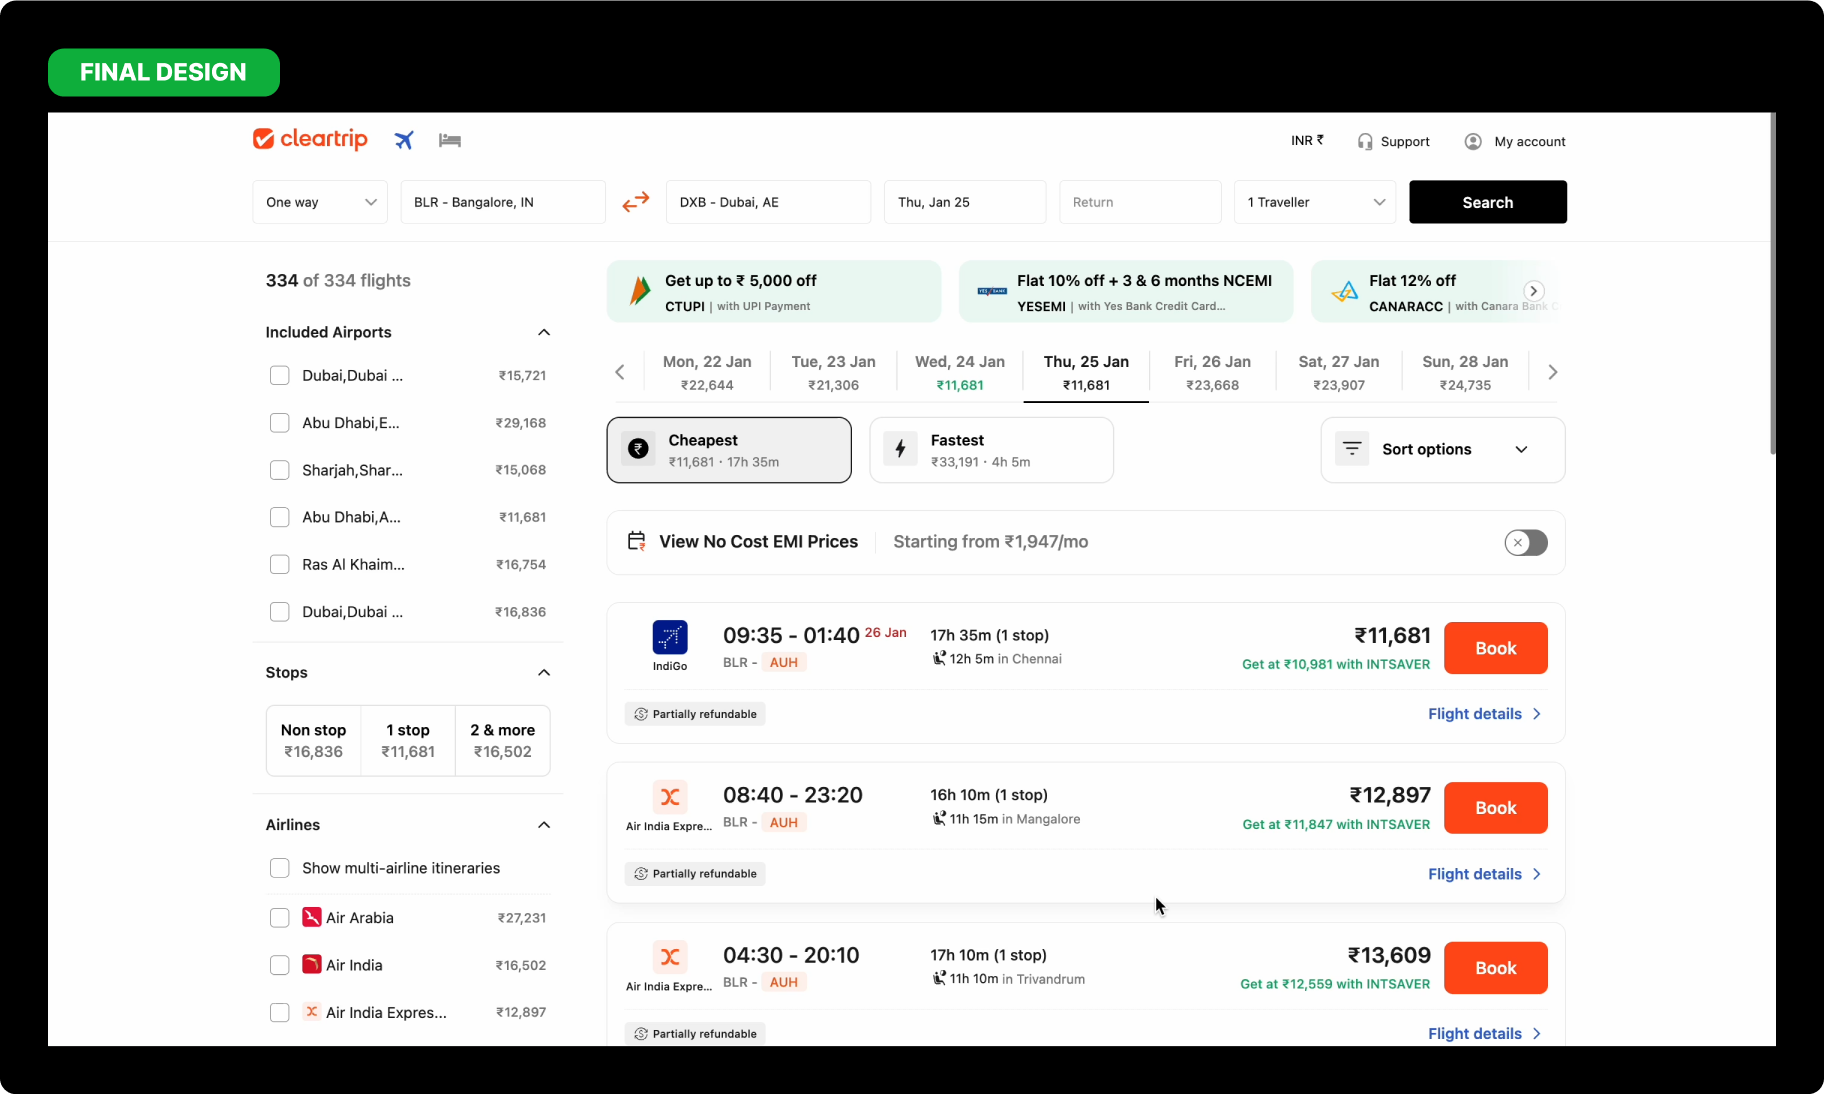 FINAL DESIGN
cleartrip
INR ₹
Support
My account
One way
BLR - Bangalore, IN
DXB - Dubai, AE
Thu, Jan 25
Return
1 Traveller
Search
334 of 334 flights
Included Airports
Dubai,Dubai ... ₹15,721
Abu Dhabi,E... ₹29,168
Sharjah,Shar... ₹15,068
Abu Dhabi,A... ₹11,681
Ras Al Khaim... ₹16,754
Dubai,Dubai ... ₹16,836
Stops
Non stop
₹16,836
1 stop
₹11,681
2 & more
₹16,502
Airlines
Show multi-airline itineraries
Air Arabia ₹27,231
Air India ₹16,502
Air India Expres... ₹12,897
Get up to ₹ 5,000 off
CTUPI | with UPI Payment
YES BANK
Flat 10% off + 3 & 6 months NCEMI
YESEMI | with Yes Bank Credit Card...
Flat 12% off
CANARACC | with Canara Bank C
Mon, 22 Jan
₹22,644
Tue, 23 Jan
₹21,306
Wed, 24 Jan
₹11,681
Thu, 25 Jan
₹11,681
Fri, 26 Jan
₹23,668
Sat, 27 Jan
₹23,907
Sun, 28 Jan
₹24,735
Cheapest
₹11,681 · 17h 35m
Fastest
₹33,191 · 4h 5m
Sort options
View No Cost EMI Prices
Starting from ₹1,947/mo
IndiGo
09:35 - 01:40 26 Jan
BLR - AUH
17h 35m (1 stop)
12h 5m in Chennai
₹11,681
Get at ₹10,981 with INTSAVER
Book
Partially refundable
Flight details
Air India Expre...
08:40 - 23:20
BLR - AUH
16h 10m (1 stop)
11h 15m in Mangalore
₹12,897
Get at ₹11,847 with INTSAVER
Book
Partially refundable
Flight details
Air India Expre...
04:30 - 20:10
BLR - AUH
17h 10m (1 stop)
11h 10m in Trivandrum
₹13,609
Get at ₹12,559 with INTSAVER
Book
Partially refundable
Flight details